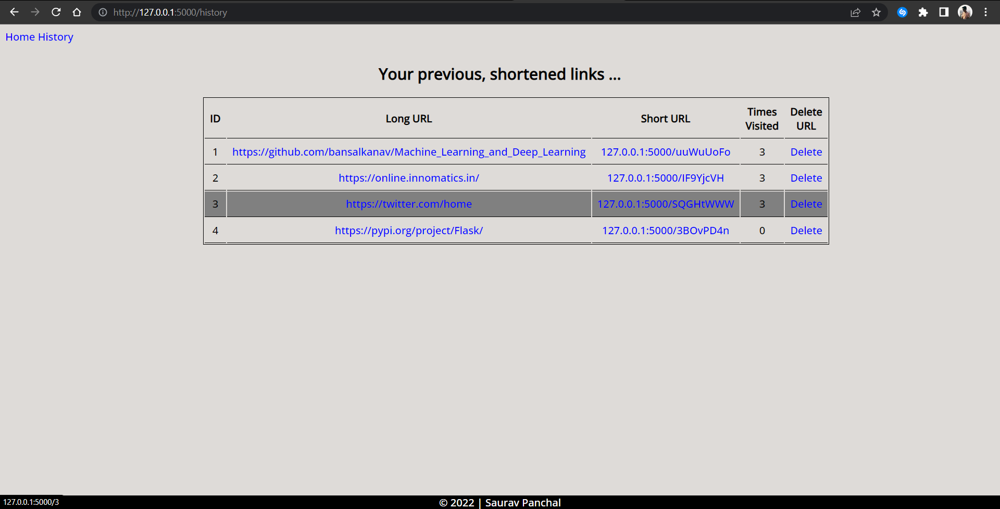 http://127.0.0.1:5000/history
Home History
Your previous, shortened links ...
ID Long URL Short URL Times Visited Delete URL
1 https://github.com/bansalkanav/Machine_Learning_and_Deep_Learning 127.0.0.1:5000/uuWuUoFo 3 Delete
2 https://online.innomatics.in/ 127.0.0.1:5000/IF9YjcVH 3 Delete
3 https://twitter.com/home 127.0.0.1:5000/SQGHtWWW 3 Delete
4 https://pypi.org/project/Flask/ 127.0.0.1:5000/3BOvPD4n 0 Delete
127.0.0.1:5000/3
© 2022 | Saurav Panchal